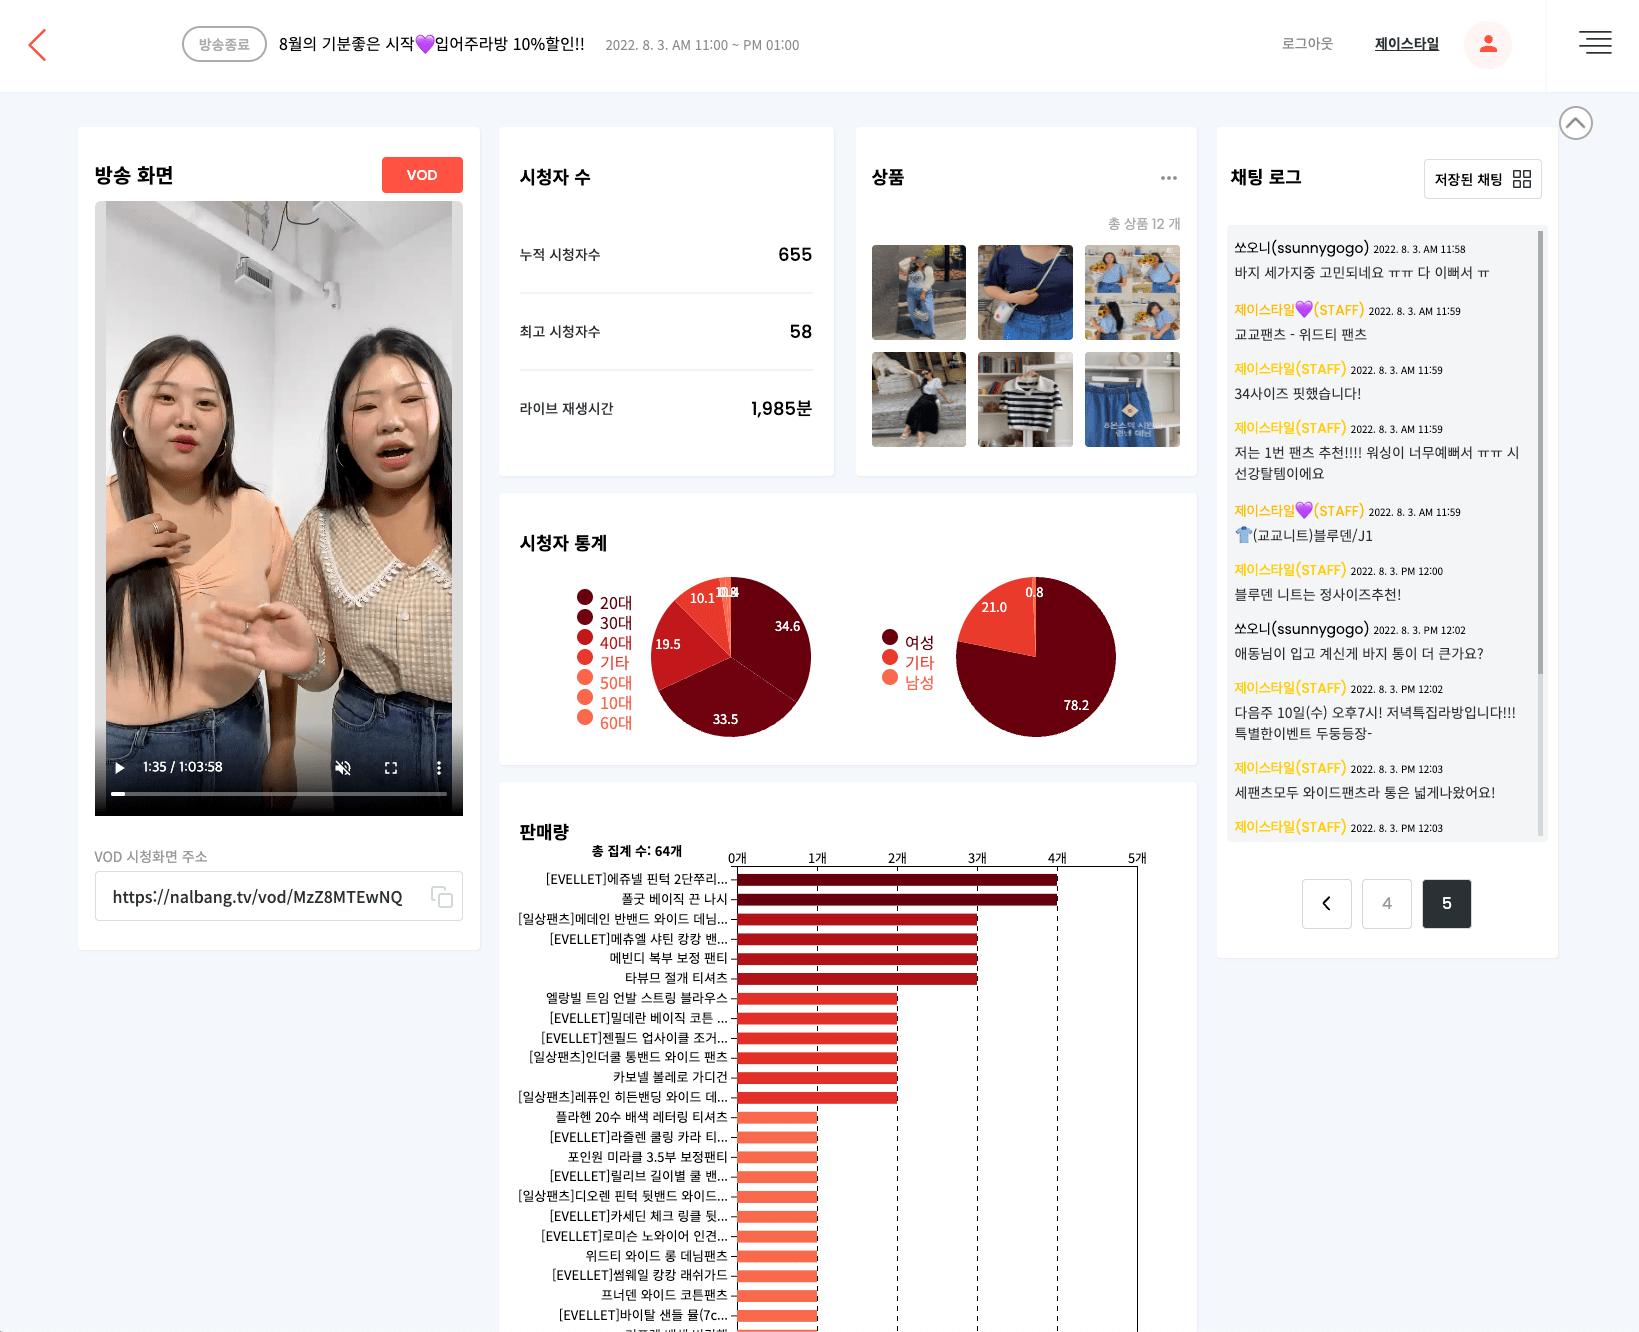 방송종료
8월의 기분좋은 시작💜입어주라방 10%할인!!
2022. 8. 3. AM 11:00 ~ PM 01:00
로그아웃
제이스타일
방송 화면
VOD
1:35 / 1:03:58
VOD 시청화면 주소
https://nalbang.tv/vod/MzZ8MTEwNQ
시청자 수
누적 시청자수 655
최고 시청자수 58
라이브 재생시간 1,985분
상품
총 상품 12 개
시청자 통계
20대
30대
40대
기타
50대
10대
60대
34.6
33.5
19.5
10.1
여성
기타
남성
0.8
21.0
78.2
판매량
총 집계 수: 64개
0개 1개 2개 3개 4개 5개
[EVELLET]에쥬넬 핀턱 2단쭈리...
폴굿 베이직 끈 나시
[일상팬츠]메데인 반밴드 와이드 데님...
[EVELLET]메츄엘 샤틴 캉캉 밴...
메빈디 복부 보정 팬티
타뷰므 절개 티셔츠
엘랑빌 트임 언발 스트링 블라우스
[EVELLET]밀데란 베이직 코튼 ...
[EVELLET]젠필드 업사이클 조거...
[일상팬츠]인더쿨 통밴드 와이드 팬츠
카보넬 볼레로 가디건
[일상팬츠]레퓨인 히든밴딩 와이드 데...
플라헨 20수 배색 레터링 티셔츠
[EVELLET]라즐렌 쿨링 카라 티...
포인원 미라클 3.5부 보정팬티
[EVELLET]릴리브 길이별 쿨 밴...
[일상팬츠]디오렌 핀턱 뒷밴드 와이드...
[EVELLET]카세딘 체크 링클 뒷...
[EVELLET]로미슨 노와이어 인견...
위드티 와이드 롱 데님팬츠
[EVELLET]썸웨일 캉캉 래쉬가드
프너덴 와이드 코튼팬츠
[EVELLET]바이탈 샌들 뮬(7c...
채팅 로그
저장된 채팅
쏘오니(ssunnygogo) 2022. 8. 3. AM 11:58
바지 세가지중 고민되네요 ㅠㅠ 다 이뻐서 ㅠ
제이스타일💜(STAFF) 2022. 8. 3. AM 11:59
교교팬츠 - 위드티 팬츠
제이스타일(STAFF) 2022. 8. 3. AM 11:59
34사이즈 핏했습니다!
제이스타일(STAFF) 2022. 8. 3. AM 11:59
저는 1번 팬츠 추천!!!! 워싱이 너무예뻐서 ㅠㅠ 시
선강탈템이에요
제이스타일💜(STAFF) 2022. 8. 3. AM 11:59
👕(교교니트)블루덴/J1
제이스타일(STAFF) 2022. 8. 3. PM 12:00
블루덴 니트는 정사이즈추천!
쏘오니(ssunnygogo) 2022. 8. 3. PM 12:02
애동님이 입고 계신게 바지 통이 더 큰가요?
제이스타일(STAFF) 2022. 8. 3. PM 12:02
다음주 10일(수) 오후7시! 저녁특집라방입니다!!!
특별한이벤트 두둥등장~
제이스타일(STAFF) 2022. 8. 3. PM 12:03
세팬츠모두 와이드팬츠라 통은 넓게나왔어요!
제이스타일(STAFF) 2022. 8. 3. PM 12:03
4 5